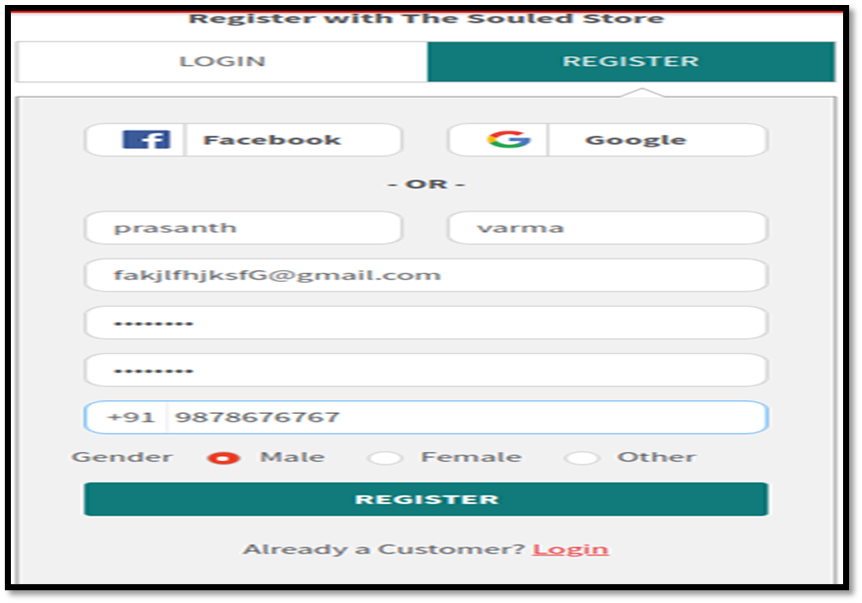 Register with The Souled Store
LOGIN REGISTER
f Facebook G Google
- OR -
prasanth varma
fakjlfhjksfG@gmail.com
••••••••
••••••••
+91 9878676767
Gender Male Female Other
REGISTER
Already a Customer? Login